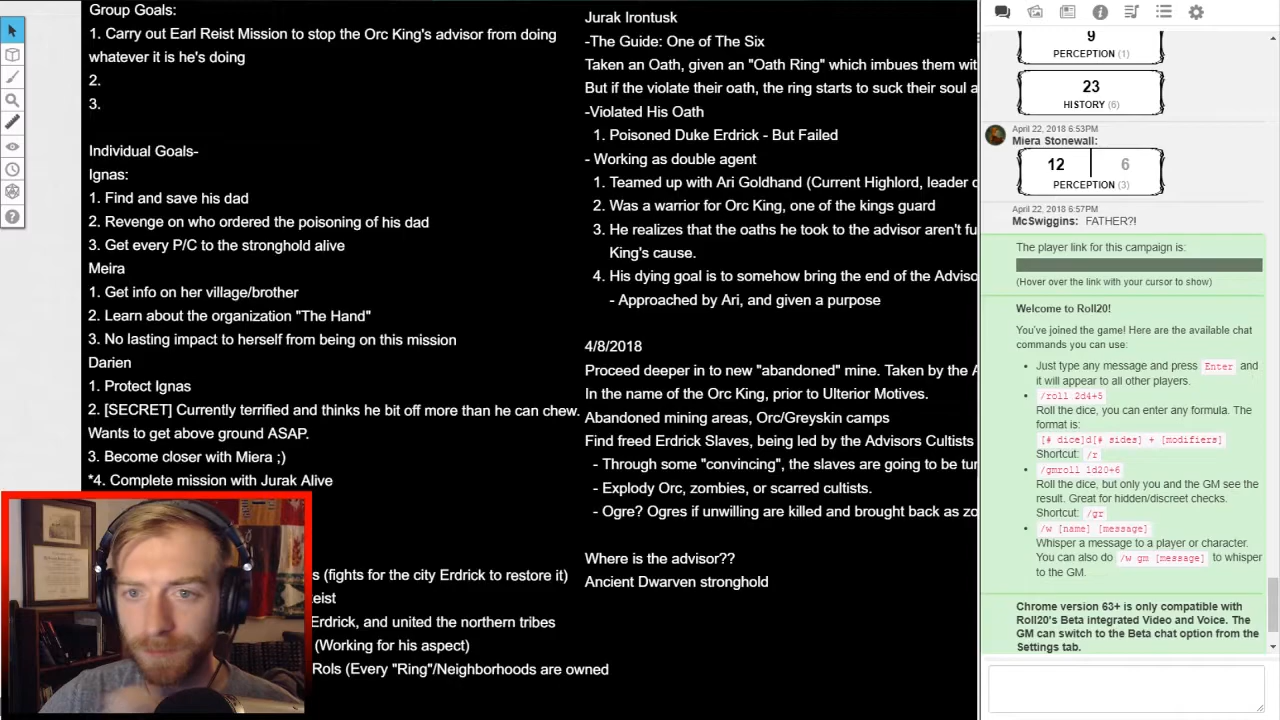 Group Goals:
1. Carry out Earl Reist Mission to stop the Orc King's advisor from doing
whatever it is he's doing
2.
3.
Individual Goals-
Ignas:
1. Find and save his dad
2. Revenge on who ordered the poisoning of his dad
3. Get every P/C to the stronghold alive
Meira
1. Get info on her village/brother
2. Learn about the organization "The Hand"
3. No lasting impact to herself from being on this mission
Darien
1. Protect Ignas
2. [SECRET] Currently terrified and thinks he bit off more than he can chew.
Wants to get above ground ASAP.
3. Become closer with Miera ;)
*4. Complete mission with Jurak Alive
s (fights for the city Erdrick to restore it)
eist
Erdrick, and united the northern tribes
(Working for his aspect)
Rols (Every "Ring"/Neighborhoods are owned
Jurak Irontusk
-The Guide: One of The Six
Taken an Oath, given an "Oath Ring" which imbues them wit
But if the violate their oath, the ring starts to suck their soul a
-Violated His Oath
1. Poisoned Duke Erdrick - But Failed
- Working as double agent
1. Teamed up with Ari Goldhand (Current Highlord, leader o
2. Was a warrior for Orc King, one of the kings guard
3. He realizes that the oaths he took to the advisor aren't fu
King's cause.
4. His dying goal is to somehow bring the end of the Adviso
- Approached by Ari, and given a purpose
4/8/2018
Proceed deeper in to new "abandoned" mine. Taken by the A
In the name of the Orc King, prior to Ulterior Motives.
Abandoned mining areas, Orc/Greyskin camps
Find freed Erdrick Slaves, being led by the Advisors Cultists
- Through some "convincing", the slaves are going to be tur
- Explody Orc, zombies, or scarred cultists.
- Ogre? Ogres if unwilling are killed and brought back as zo
Where is the advisor??
Ancient Dwarven stronghold
9
PERCEPTION (1)
23
HISTORY (6)
April 22, 2018 6:53PM
Miera Stonewall:
12 6
PERCEPTION (3)
April 22, 2018 6:57PM
McSwiggins: FATHER?!
The player link for this campaign is:
(Hover over the link with your cursor to show)
Welcome to Roll20!
You've joined the game! Here are the available chat
commands you can use:
Just type any message and press Enter and
it will appear to all other players.
/roll 2d4+5
Roll the dice, you can enter any formula. The
format is:
[# dice]d[# sides] + [modifiers]
Shortcut: /r
/gmroll 1d20+6
Roll the dice, but only you and the GM see the
result. Great for hidden/discreet checks.
Shortcut: /gr
/w [name] [message]
Whisper a message to a player or character.
You can also do /w gm [message] to whisper
to the GM.
Chrome version 63+ is only compatible with
Roll20's Beta integrated Video and Voice. The
GM can switch to the Beta chat option from the
Settings tab.